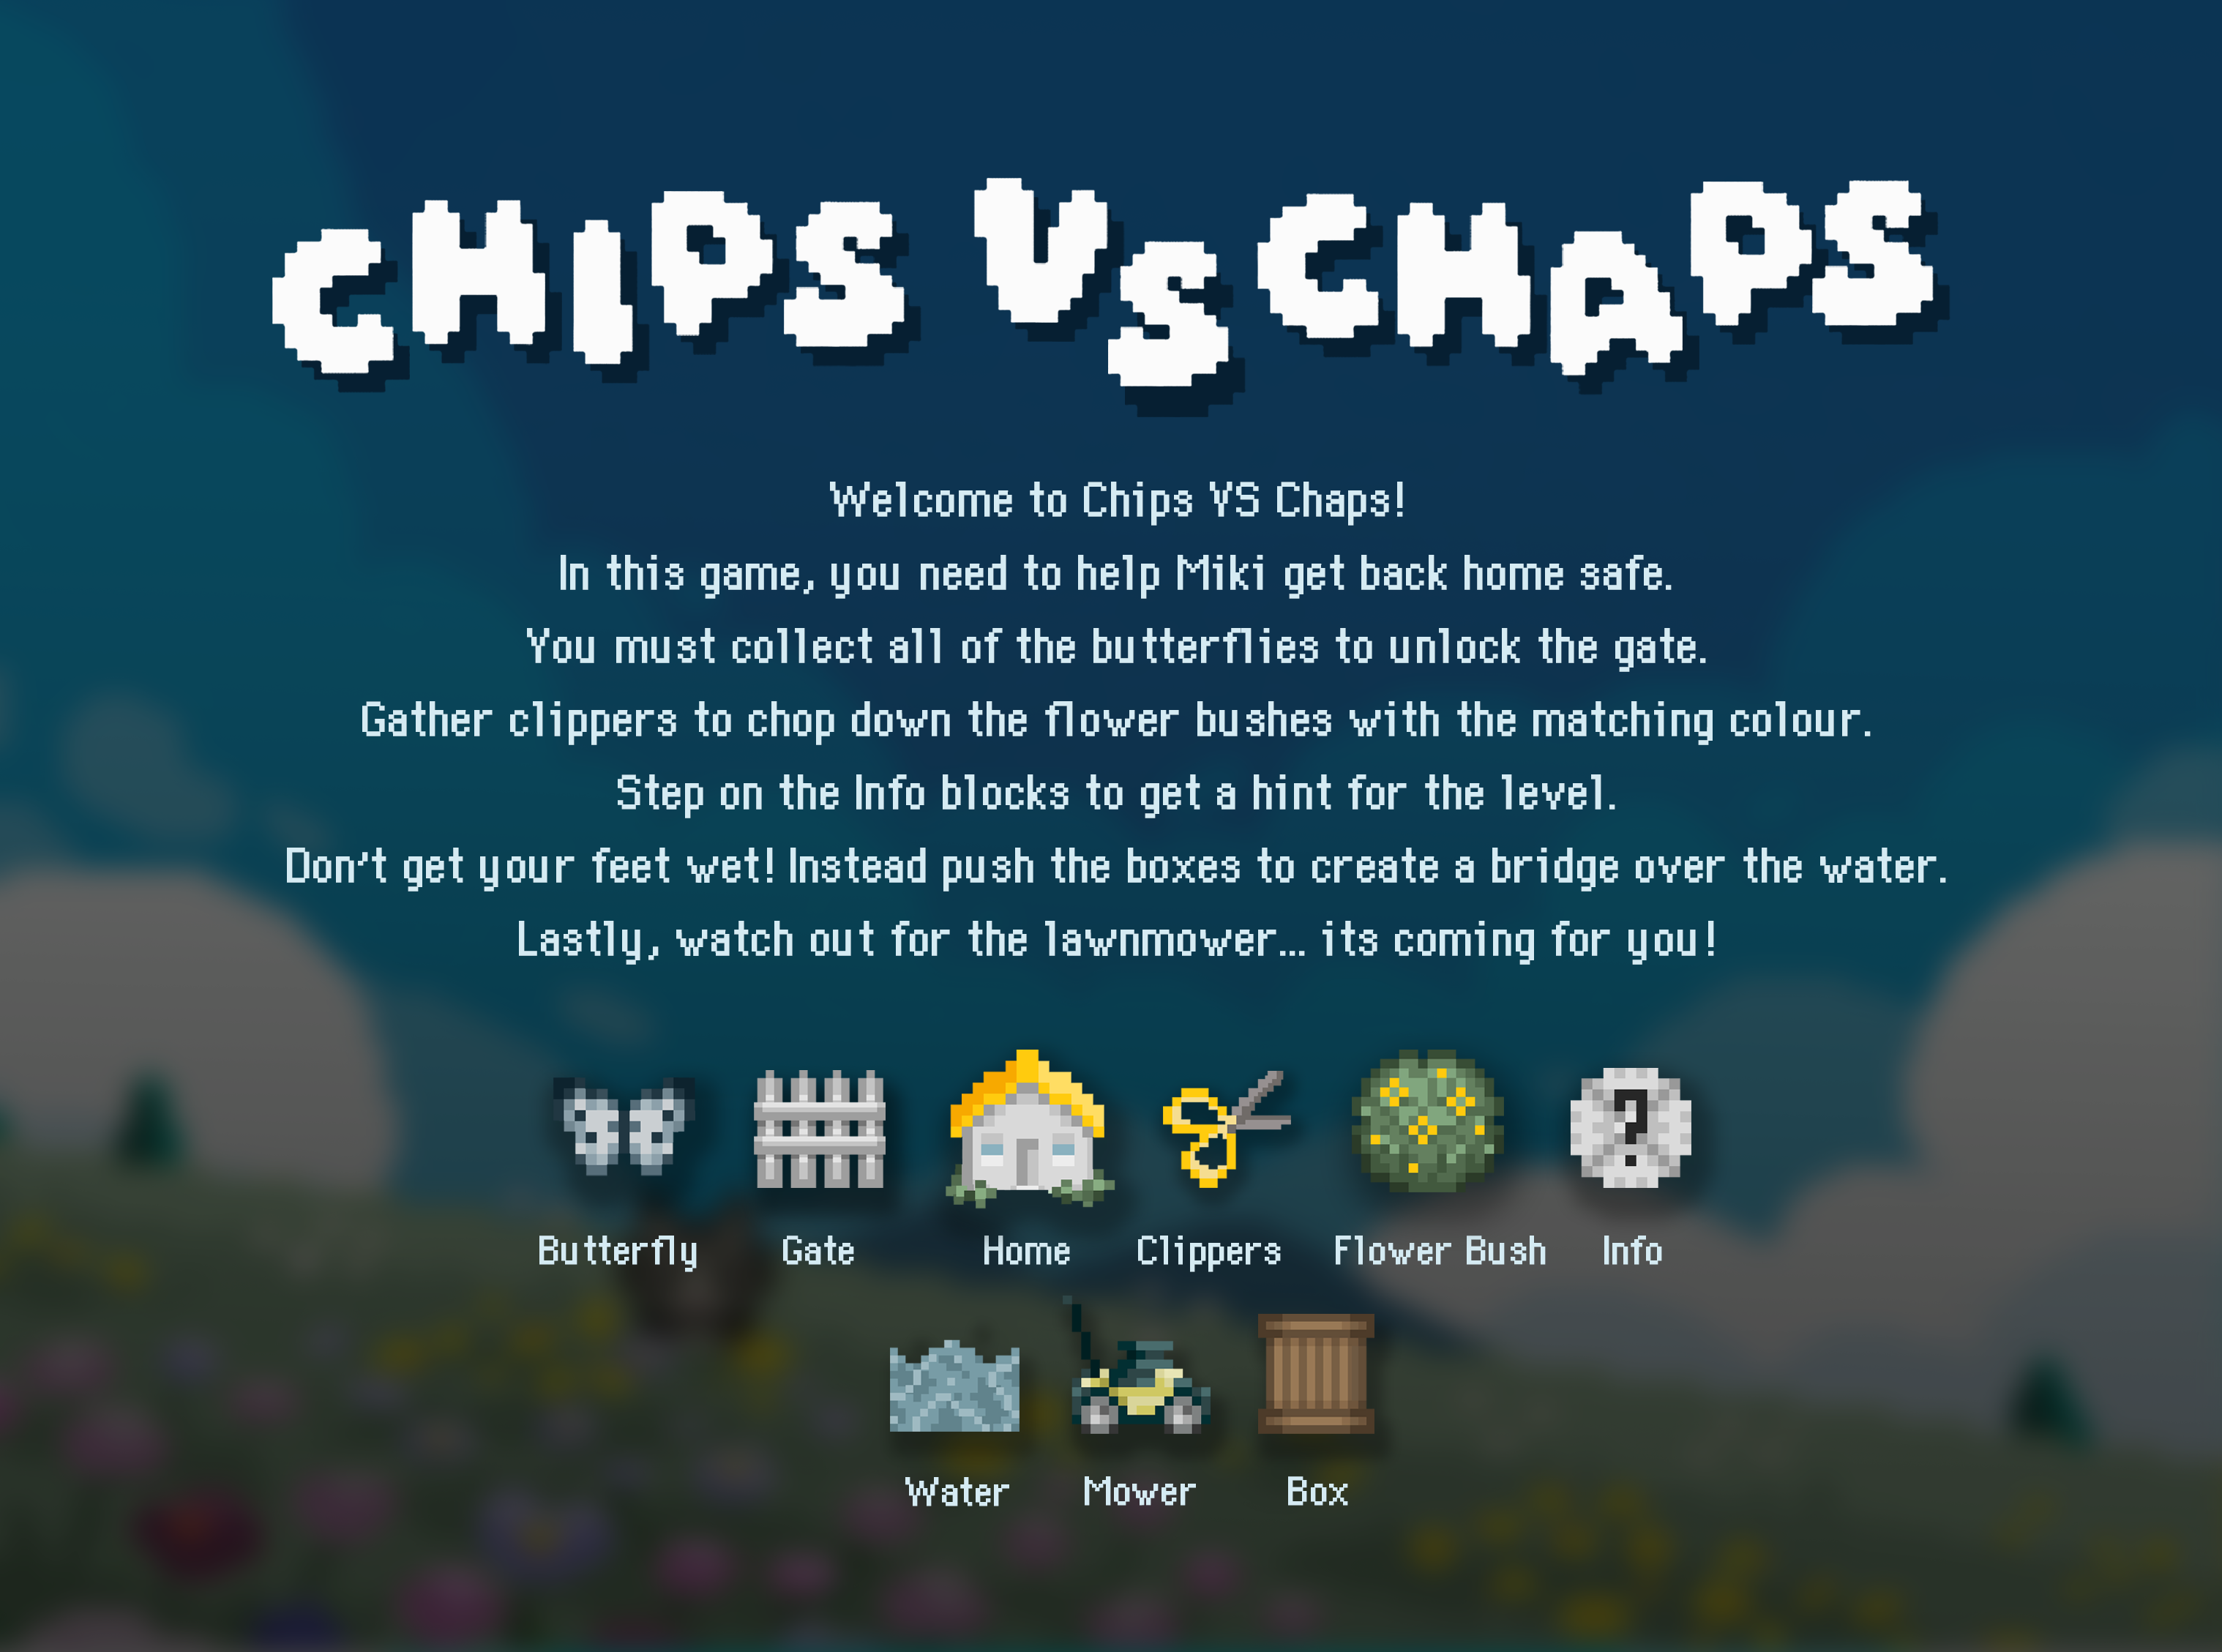 CHIPS VS CHAPS
Welcome to Chips VS Chaps!
In this game, you need to help Miki get back home safe.
You must collect all of the butterflies to unlock the gate.
Gather clippers to chop down the flower bushes with the matching colour.
Step on the Info blocks to get a hint for the level.
Don't get your feet wet! Instead push the boxes to create a bridge over the water.
Lastly, watch out for the lawnmower... its coming for you!
?
Butterfly Gate Home Clippers Flower Bush Info
Water Mower Box